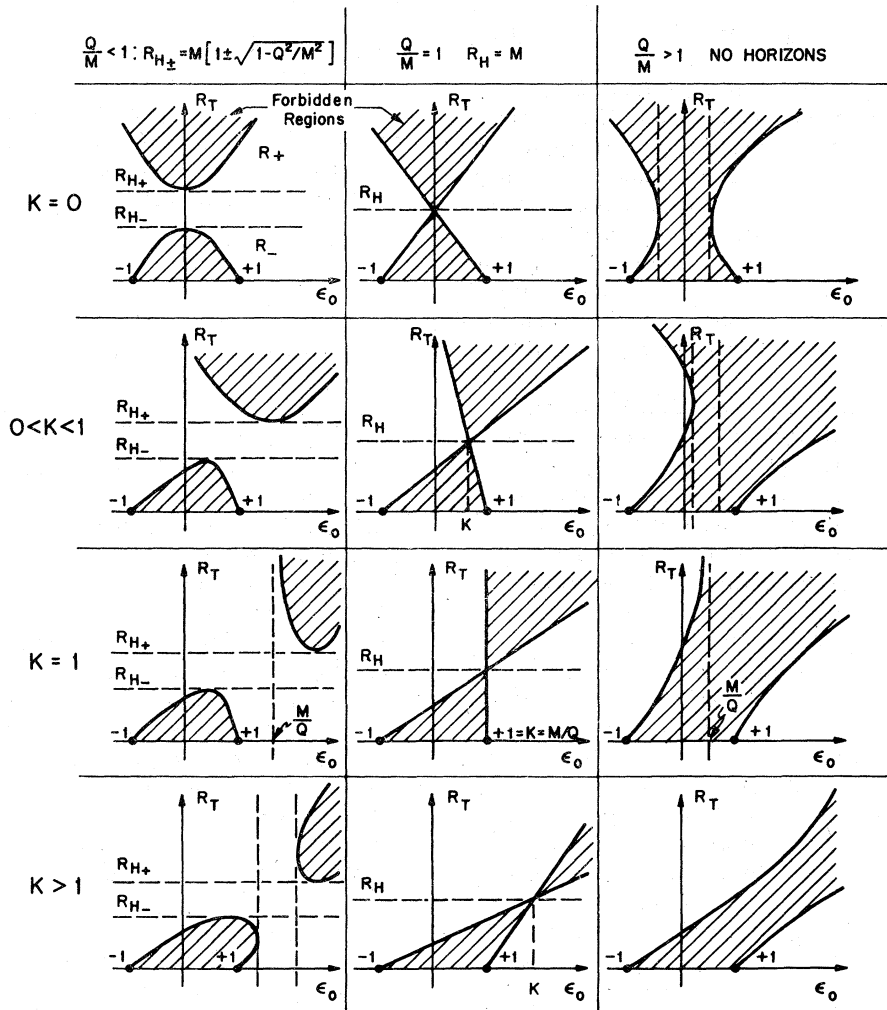 Q/M < 1 : R_H± = M [ 1 ± √1-Q²/M² ]
Q/M = 1 R_H = M
Q/M > 1 NO HORIZONS
K = 0
R_T
Forbidden
Regions
R_+
R_H+
R_H-
R_-
-1
+1
ϵ_o
R_T
R_H
-1
+1
ϵ_o
R_T
-1
+1
ϵ_o
0<K<1
R_T
R_H+
R_H-
-1
+1
ϵ_o
R_T
R_H
-1
K
+1
ϵ_o
R_T
-1
+1
ϵ_o
K = 1
R_T
R_H+
R_H-
M/Q
-1
+1
ϵ_o
R_T
R_H
-1
+1=K=M/Q
ϵ_o
R_T
M/Q
-1
+1
ϵ_o
K > 1
R_T
R_H+
R_H-
-1
+1
ϵ_o
R_T
R_H
-1
+1
K
ϵ_o
R_T
-1
+1
ϵ_o